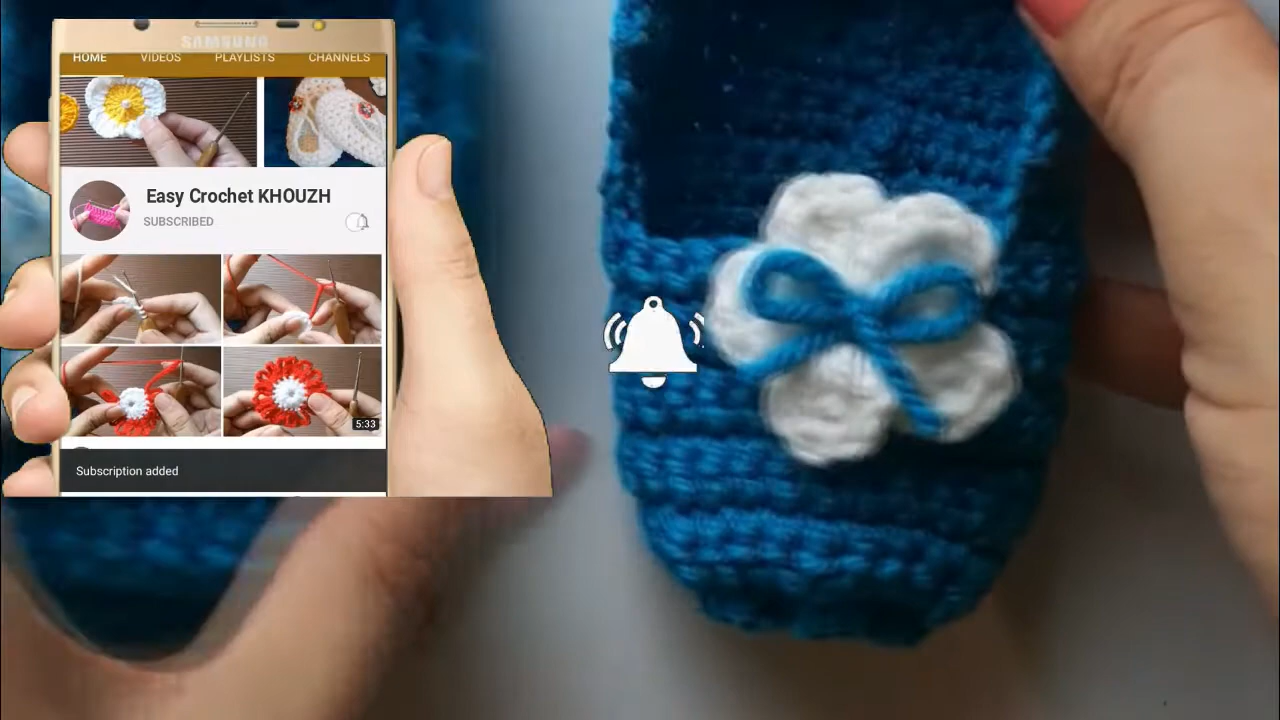 SAMSUNG
HOME VIDEOS PLAYLISTS CHANNELS
Easy Crochet KHOUZH
SUBSCRIBED
5:33
Subscription added